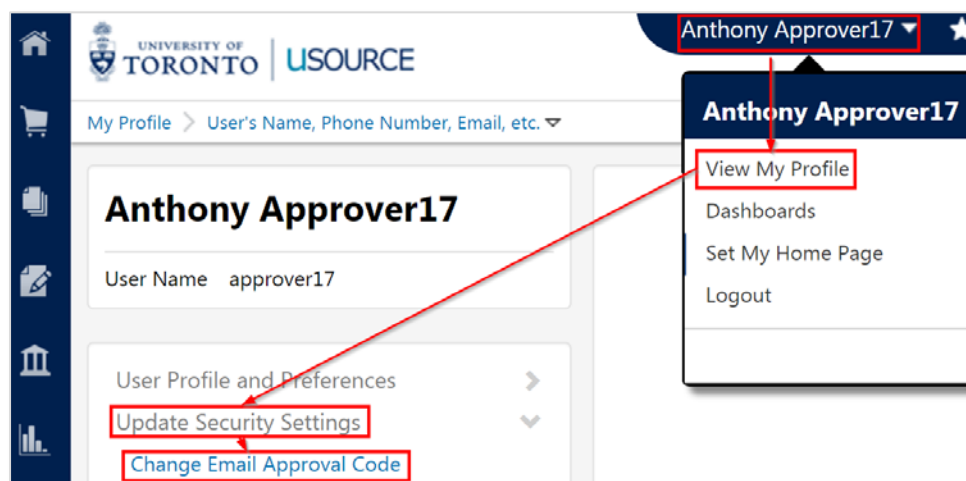 Anthony Approver17
UNIVERSITY OF
TORONTO
USOURCE
My Profile > User's Name, Phone Number, Email, etc.
Anthony Approver17
View My Profile
Dashboards
Set My Home Page
Logout
Anthony Approver17
User Name approver17
User Profile and Preferences
Update Security Settings
Change Email Approval Code